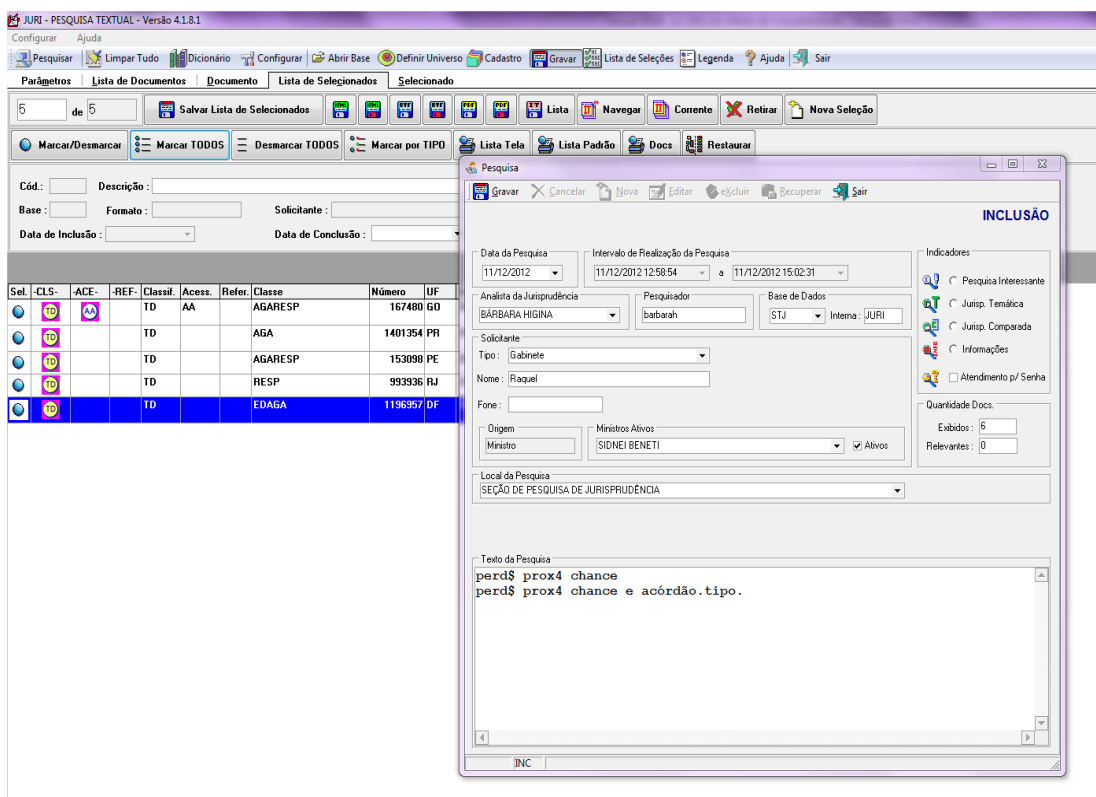 JURI - PESQUISA TEXTUAL - Versão 4.1.8.1
Configurar Ajuda
Pesquisar Limpar Tudo Dicionário Configurar Abrir Base Definir Universo Cadastro Gravar Lista de Seleções Legenda Ajuda Sair
Parâmetros Lista de Documentos Documento Lista de Selecionados Selecionado
5 de 5 Salvar Lista de Selecionados Lista Navegar Corrente Retirar Nova Seleção
Marcar/Desmarcar Marcar TODOS Desmarcar TODOS Marcar por TIPO Lista Tela Lista Padrão Docs Restaurar
Cód.: Descrição :
Base : Formato : Solicitante :
Data de Inclusão : Data de Conclusão :
Sel. -CLS- -ACE- -REF- Classif. Acess. Refer. Classe Número UF
TD AA TD AA AGARESP 167480 GO
TD TD AGA 1401354 PR
TD TD AGARESP 153098 PE
TD TD RESP 993936 RJ
TD TD EDAGA 1196957 DF
Pesquisa
Gravar Cancelar Nova Editar eXcluir Recuperar Sair
INCLUSÃO
Data da Pesquisa Intervalo de Realização da Pesquisa
11/12/2012 11/12/2012 12:58:54 a 11/12/2012 15:02:31
Analista da Jurisprudência Pesquisador Base de Dados
BÁRBARA HIGINA barbarah STJ Interna : JURI
Solicitante
Tipo : Gabinete
Nome : Raquel
Fone :
Origem Ministros Ativos
Ministro SIDNEI BENETI Ativos
Local da Pesquisa
SEÇÃO DE PESQUISA DE JURISPRUDÊNCIA
Indicadores
Pesquisa Interessante
Jurisp. Temática
Jurisp. Comparada
Informações
Atendimento p/ Senha
Quantidade Docs.
Exibidos : 6
Relevantes : 0
Texto da Pesquisa
perd$ prox4 chance
perd$ prox4 chance e acórdão.tipo.
INC